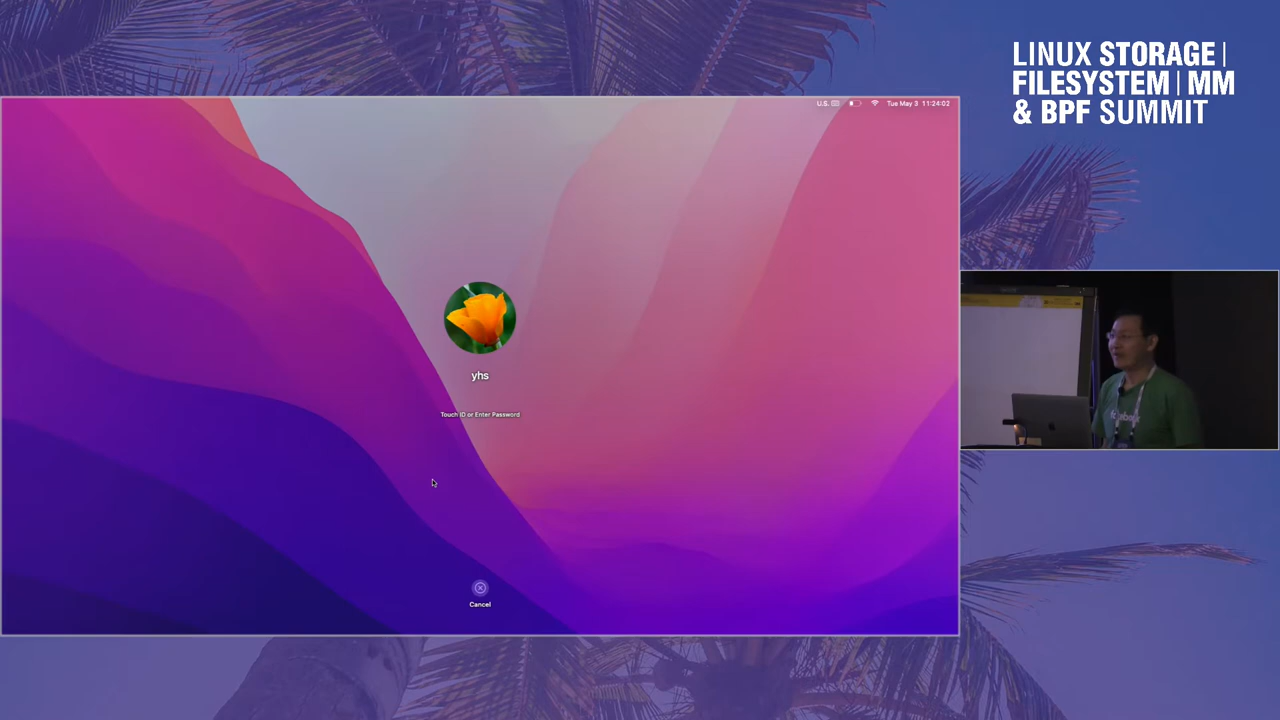 LINUX STORAGE |
FILESYSTEM | MM
& BPF SUMMIT
U.S. Tue May 3 11:24:02
yhs
Touch ID or Enter Password
Cancel